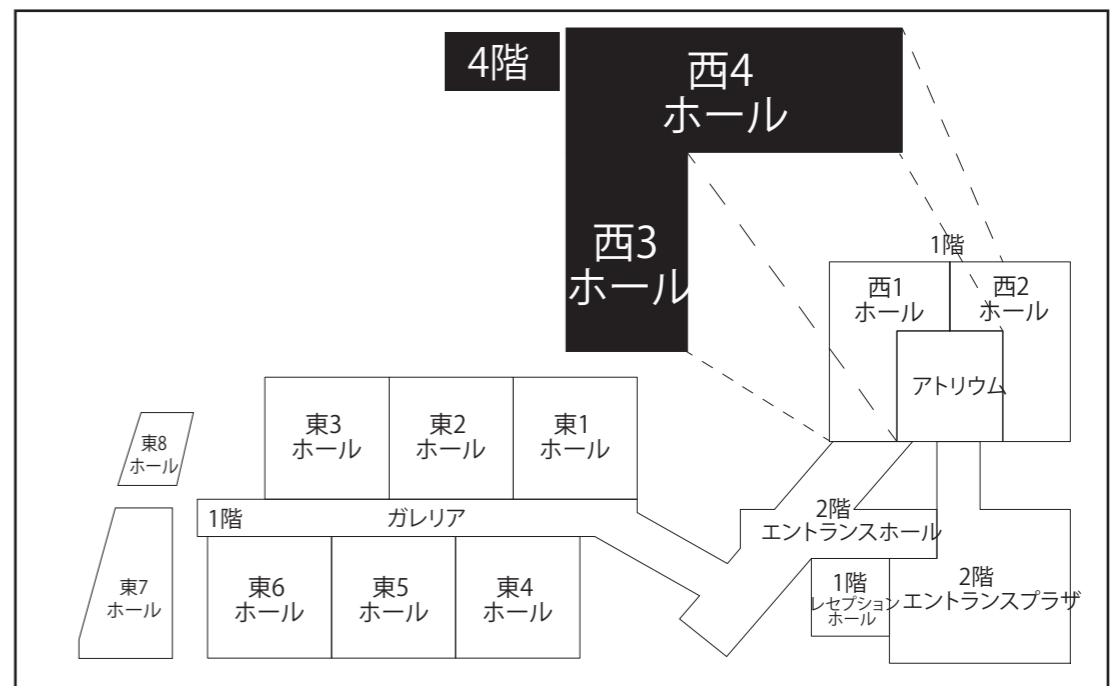 4階
西4
ホール
西3
ホール
1階
西1
ホール
西2
ホール
アトリウム
東3
ホール
東2
ホール
東1
ホール
東8
ホール
1階
ガレリア
2階
エントランスホール
東7
ホール
東6
ホール
東5
ホール
東4
ホール
1階
レセプション
ホール
2階
エントランスプラザ